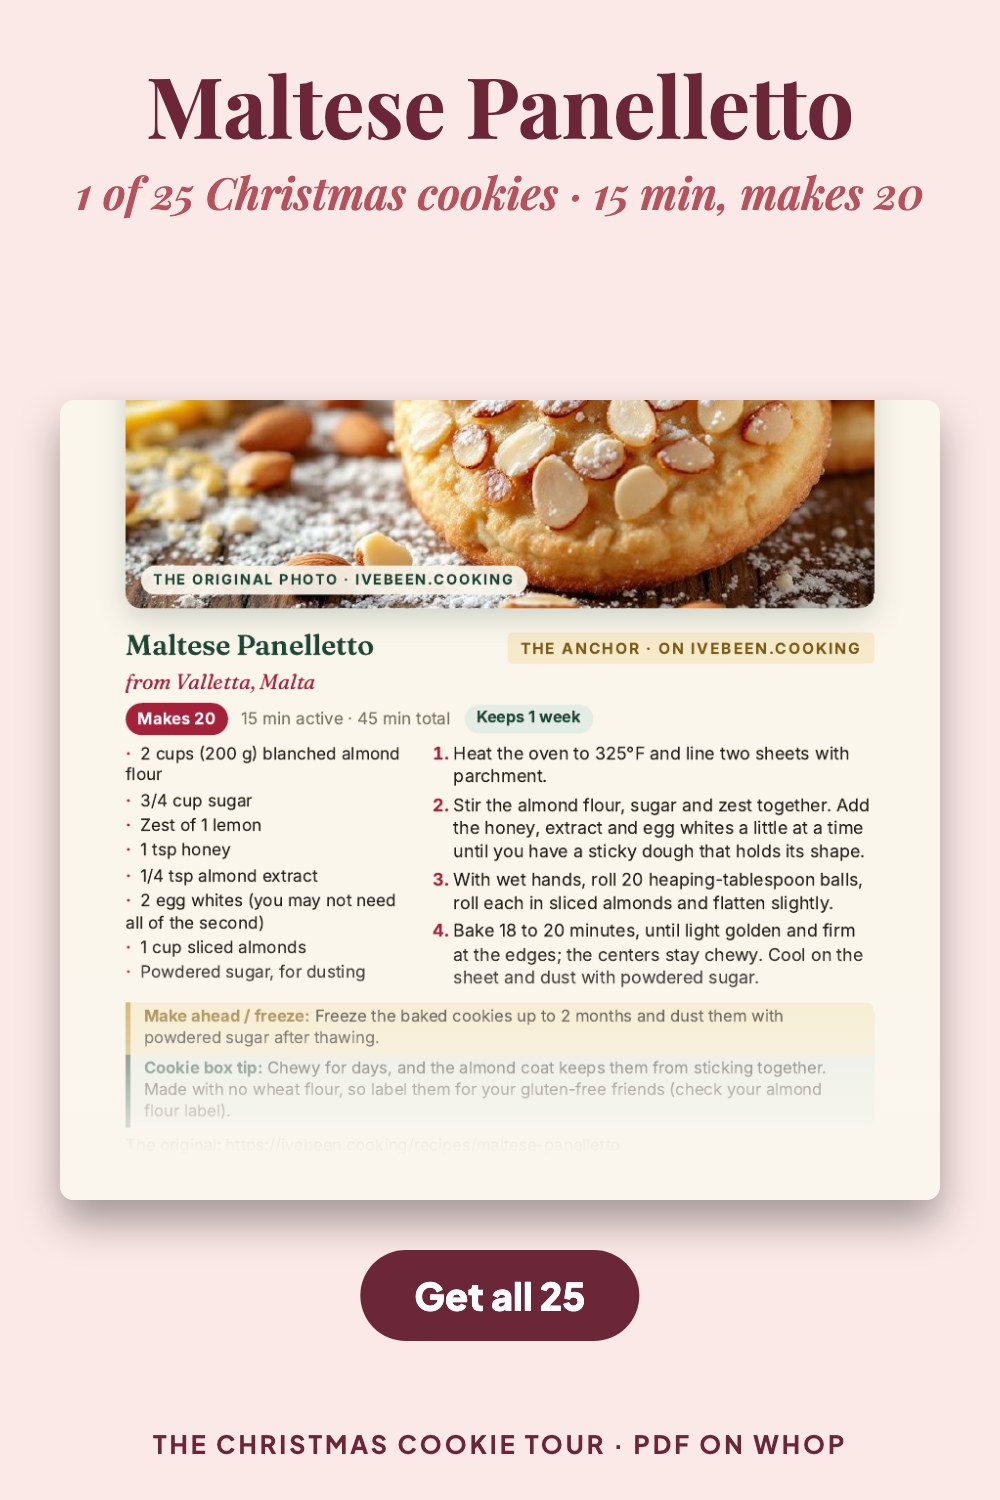 Maltese Panelletto
1 of 25 Christmas cookies · 15 min, makes 20
THE ORIGINAL PHOTO · IVEBEEN.COOKING
Maltese Panelletto
THE ANCHOR · ON IVEBEEN.COOKING
from Valletta, Malta
Makes 20 15 min active · 45 min total Keeps 1 week
· 2 cups (200 g) blanched almond
flour
· 3/4 cup sugar
· Zest of 1 lemon
· 1 tsp honey
· 1/4 tsp almond extract
· 2 egg whites (you may not need
all of the second)
· 1 cup sliced almonds
· Powdered sugar, for dusting
1. Heat the oven to 325°F and line two sheets with
parchment.
2. Stir the almond flour, sugar and zest together. Add
the honey, extract and egg whites a little at a time
until you have a sticky dough that holds its shape.
3. With wet hands, roll 20 heaping-tablespoon balls,
roll each in sliced almonds and flatten slightly.
4. Bake 18 to 20 minutes, until light golden and firm
at the edges; the centers stay chewy. Cool on the
sheet and dust with powdered sugar.
Make ahead / freeze: Freeze the baked cookies up to 2 months and dust them with
powdered sugar after thawing.
Cookie box tip: Chewy for days, and the almond coat keeps them from sticking together.
Made with no wheat flour, so label them for your gluten-free friends (check your almond
flour label).
The original: https://ivebeen.cooking/recipes/maltese-panelletto
Get all 25
THE CHRISTMAS COOKIE TOUR · PDF ON WHOP